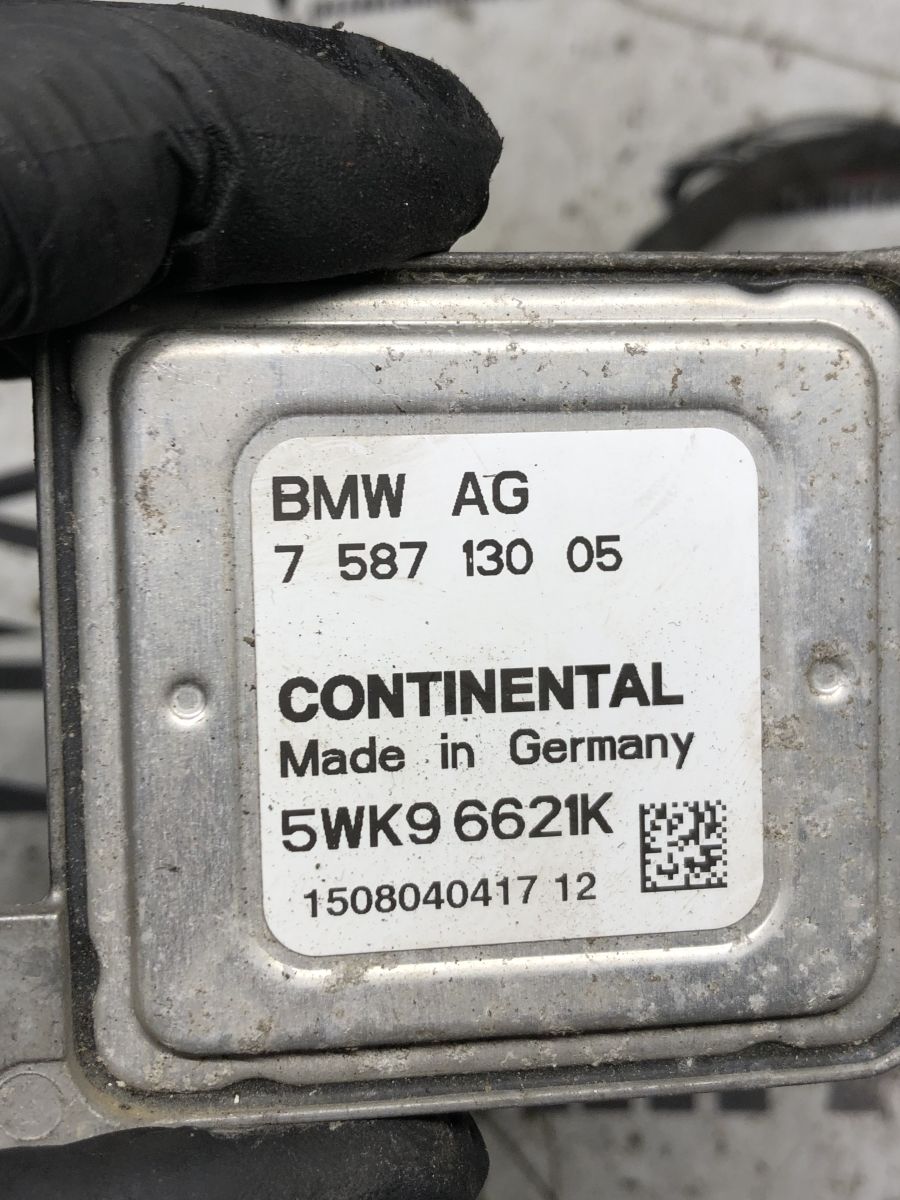 BMW AG
7 587 130 05
CONTINENTAL
Made in Germany
5WK9 6621K
1508040417 12